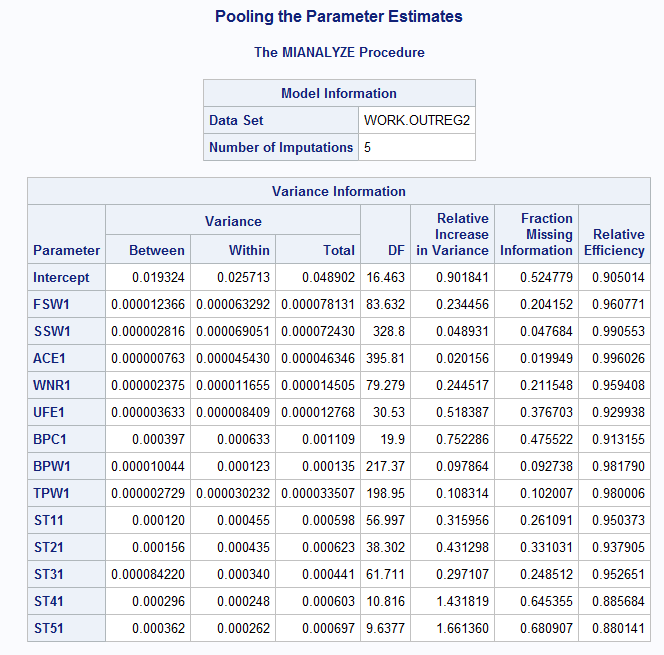 Pooling the Parameter Estimates
The MIANALYZE Procedure
Model Information
Data Set WORK.OUTREG2
Number of Imputations 5
Variance Information
Parameter Variance DF Relative Increase in Variance Fraction Missing Information Relative Efficiency
Between Within Total
Intercept 0.019324 0.025713 0.048902 16.463 0.901841 0.524779 0.905014
FSW1 0.000012366 0.000063292 0.000078131 83.632 0.234456 0.204152 0.960771
SSW1 0.000002816 0.000069051 0.000072430 328.8 0.048931 0.047684 0.990553
ACE1 0.000000763 0.000045430 0.000046346 395.81 0.020156 0.019949 0.996026
WNR1 0.000002375 0.000011655 0.000014505 79.279 0.244517 0.211548 0.959408
UFE1 0.000003633 0.000008409 0.000012768 30.53 0.518387 0.376703 0.929938
BPC1 0.000397 0.000633 0.001109 19.9 0.752286 0.475522 0.913155
BPW1 0.000010044 0.000123 0.000135 217.37 0.097864 0.092738 0.981790
TPW1 0.000002729 0.000030232 0.000033507 198.95 0.108314 0.102007 0.980006
ST11 0.000120 0.000455 0.000598 56.997 0.315956 0.261091 0.950373
ST21 0.000156 0.000435 0.000623 38.302 0.431298 0.331031 0.937905
ST31 0.000084220 0.000340 0.000441 61.711 0.297107 0.248512 0.952651
ST41 0.000296 0.000248 0.000603 10.816 1.431819 0.645355 0.885684
ST51 0.000362 0.000262 0.000697 9.6377 1.661360 0.680907 0.880141